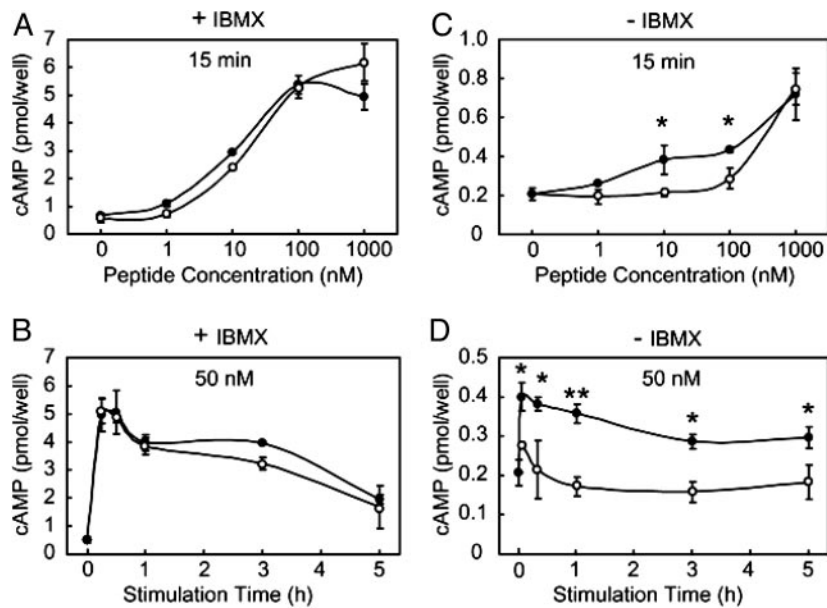 A
+ IBMX
15 min
cAMP (pmol/well)
7
6
5
4
3
2
1
0
0 1 10 100 1000
Peptide Concentration (nM)
C
- IBMX
15 min
cAMP (pmol/well)
1.0
0.8
0.6
0.4
0.2
0.0
* *
0 1 10 100 1000
Peptide Concentration (nM)
B
+ IBMX
50 nM
cAMP (pmol/well)
7
6
5
4
3
2
1
0
0 1 2 3 4 5
Stimulation Time (h)
D
- IBMX
50 nM
cAMP (pmol/well)
0.5
0.4
0.3
0.2
0.1
0.0
* * ** * *
0 1 2 3 4 5
Stimulation Time (h)